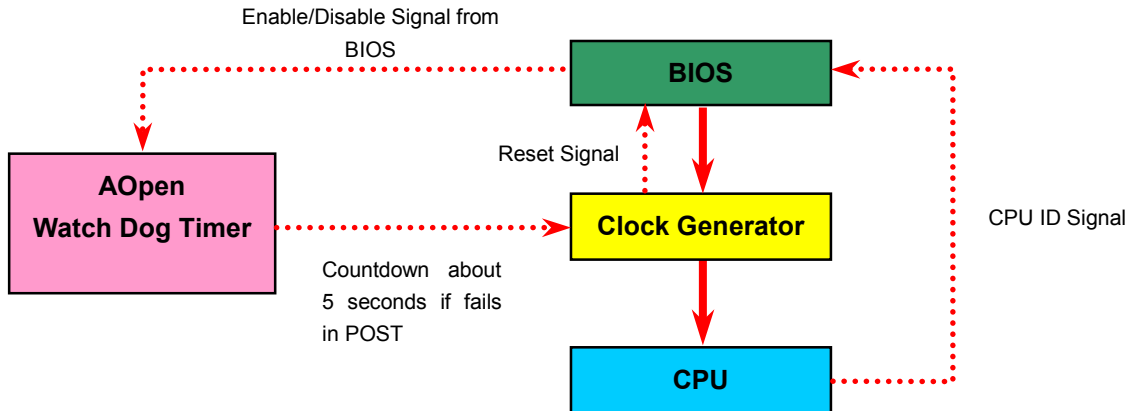 Enable/Disable Signal from
BIOS
BIOS
Reset Signal
AOpen
Watch Dog Timer
Clock Generator
CPU ID Signal
Countdown about
5 seconds if fails
in POST
CPU